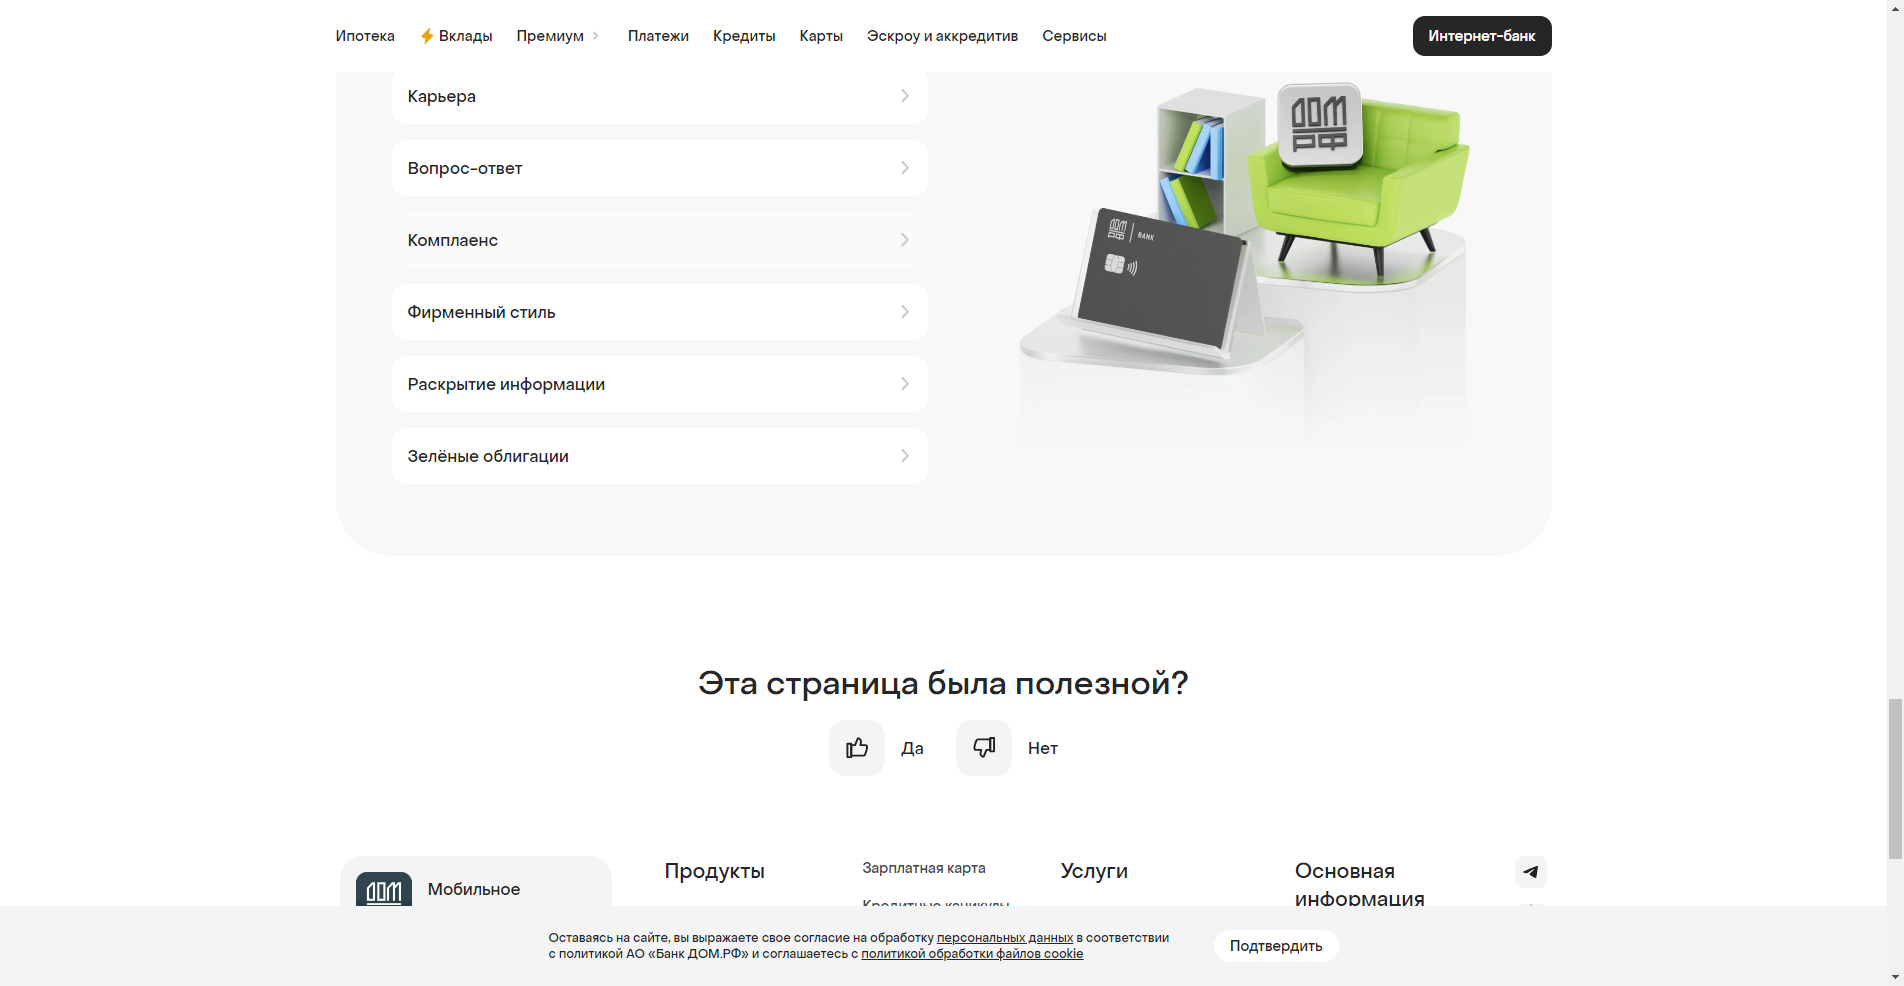 Ипотека
Вклады
Премиум
Платежи
Кредиты
Карты
Эскроу и аккредитив
Сервисы
Интернет-банк
Карьера
Вопрос-ответ
Комплаенс
Фирменный стиль
Раскрытие информации
Зелёные облигации
ДОМ
РФ
ДОМ
РФ
BANK
Эта страница была полезной?
Да
Нет
ДОМ
Мобильное
Продукты
Зарплатная карта
Кредитные каникулы
Услуги
Основная
информация
Оставаясь на сайте, вы выражаете свое согласие на обработку персональных данных в соответствии
с политикой АО «Банк ДОМ.РФ» и соглашаетесь с политикой обработки файлов cookie
Подтвердить